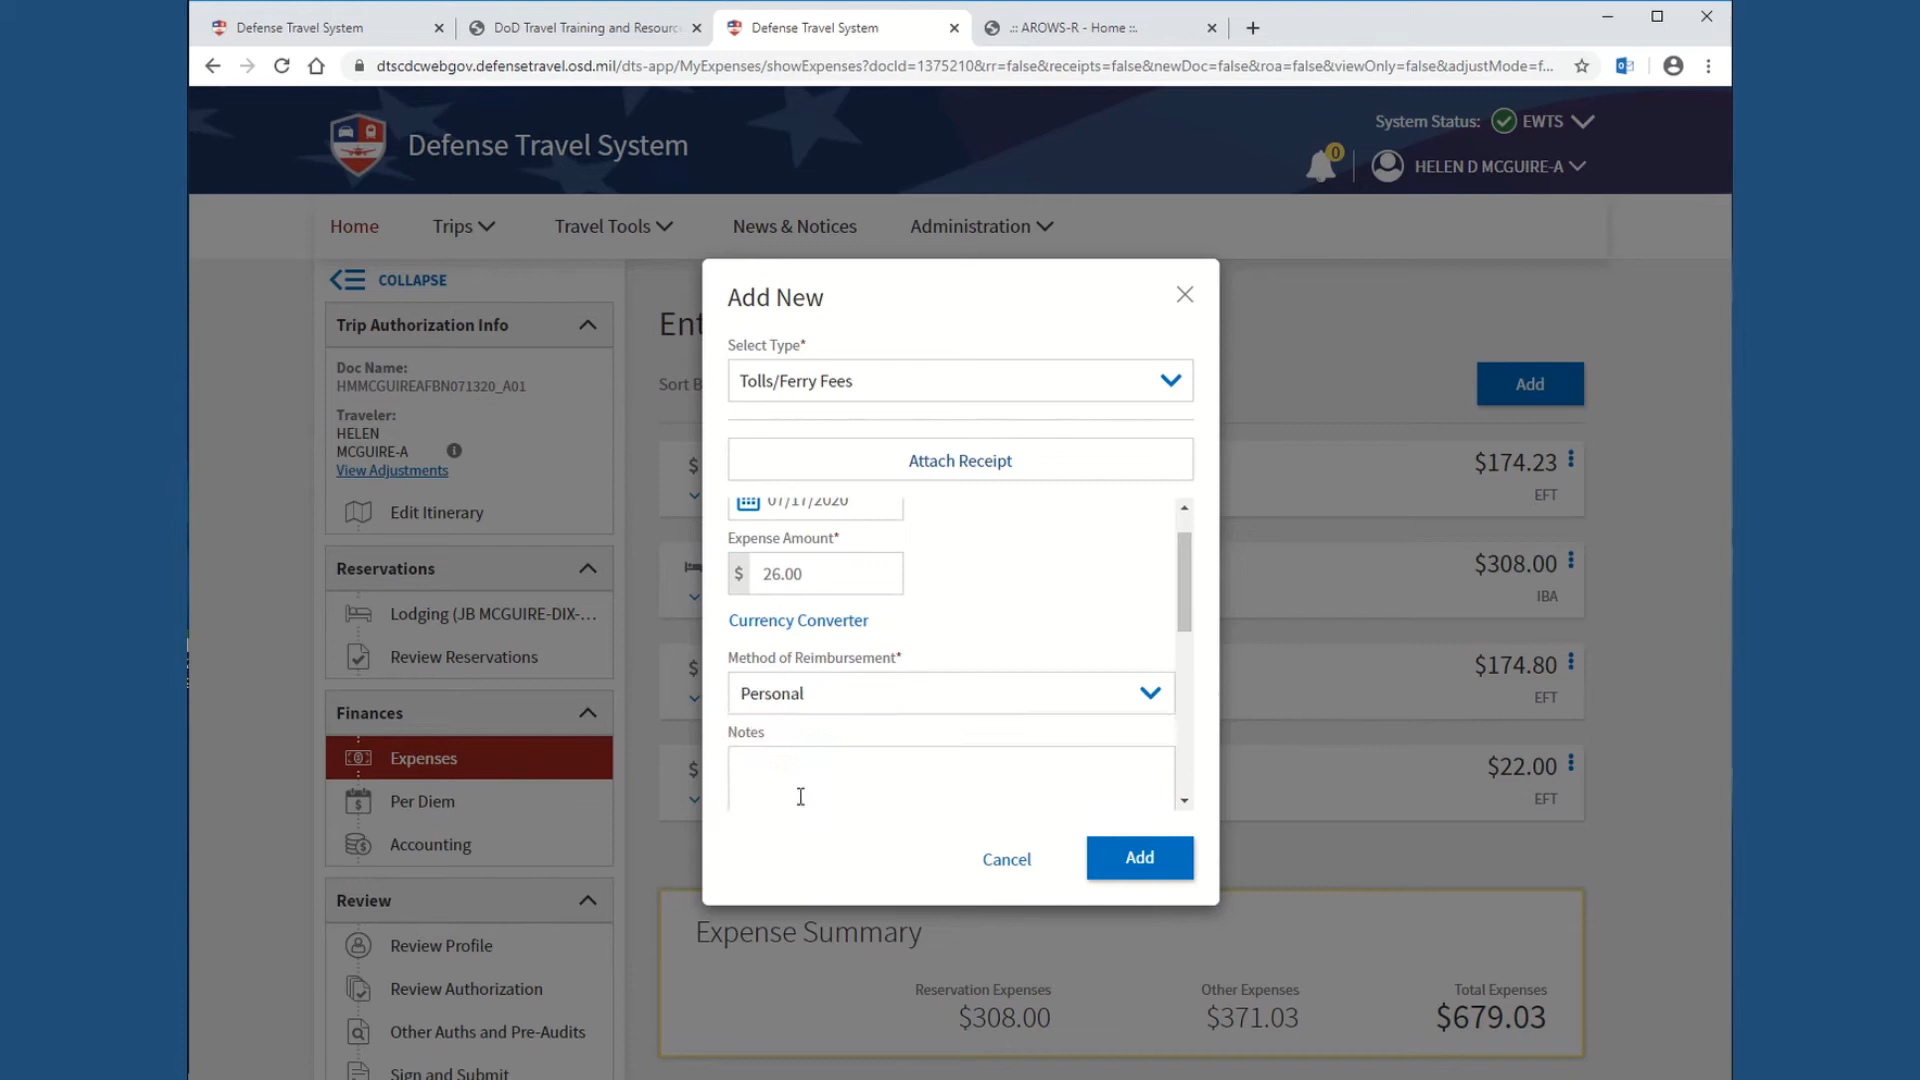 Defense Travel System
DoD Travel Training and Resourc
Defense Travel System
.:: AROWS-R - Home ::.
dtscdcwebgov.defensetravel.osd.mil/dts-app/MyExpenses/showExpenses?docId=1375210&rr=false&receipts=false&newDoc=false&roa=false&viewOnly=false&adjustMode=f...
Defense Travel System
System Status: EWTS
0
HELEN D MCGUIRE-A
Home
Trips
Travel Tools
News & Notices
Administration
COLLAPSE
Trip Authorization Info
Doc Name:
HMMCGUIREAFBN071320_A01
Traveler:
HELEN
MCGUIRE-A
View Adjustments
Edit Itinerary
Reservations
Lodging (JB MCGUIRE-DIX-...
Review Reservations
Finances
Expenses
Per Diem
Accounting
Review
Review Profile
Review Authorization
Other Auths and Pre-Audits
Sign and Submit
Ent
Sort B
Add
$
$174.23
EFT
$308.00
IBA
$
$174.80
EFT
$
$22.00
EFT
Add New
Select Type*
Tolls/Ferry Fees
Attach Receipt
07/17/2020
Expense Amount*
$ 26.00
Currency Converter
Method of Reimbursement*
Personal
Notes
Cancel
Add
Expense Summary
Reservation Expenses
$308.00
Other Expenses
$371.03
Total Expenses
$679.03